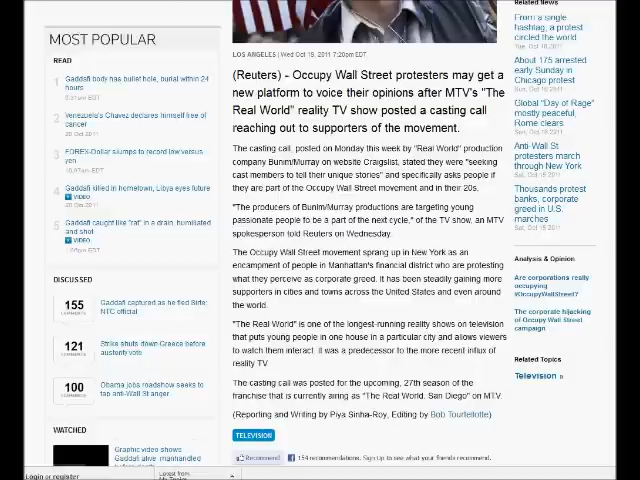 MOST POPULAR
READ
1 Gaddafi body has bullet hole, burial within 24
hours
2 Venezuela's Chavez declares himself free of
cancer
20 Oct 2011
3 FOREX-Dollar slumps to record low versus
yen
4 Gaddafi killed in hometown, Libya eyes future
VIDEO
20 Oct 2011
5 Gaddafi caught like "rat" in a drain, humiliated
and shot
VIDEO
DISCUSSED
155
COMMENTS
Gaddafi captured as he fled Sirte:
NTC official
121
COMMENTS
Strike shuts down Greece before
austerity vote
100
COMMENTS
Obama jobs roadshow seeks to
tap anti-Wall St anger
WATCHED
Graphic video shows
Gaddafi alive, manhandled
LOS ANGELES | Wed Oct 19, 2011 7:20pm EDT
(Reuters) - Occupy Wall Street protesters may get a
new platform to voice their opinions after MTV's "The
Real World" reality TV show posted a casting call
reaching out to supporters of the movement.
The casting call, posted on Monday this week by "Real World" production
company Bunim/Murray on website Craigslist, stated they were "seeking
cast members to tell their unique stories" and specifically asks people if
they are part of the Occupy Wall Street movement and in their 20s.
"The producers of Bunim/Murray productions are targeting young
passionate people to be a part of the next cycle," of the TV show, an MTV
spokesperson told Reuters on Wednesday.
The Occupy Wall Street movement sprang up in New York as an
encampment of people in Manhattan's financial district who are protesting
what they perceive as corporate greed. It has been steadily gaining more
supporters in cities and towns across the United States and even around
the world.
"The Real World" is one of the longest-running reality shows on television
that puts young people in one house in a particular city and allows viewers
to watch them interact. It was a predecessor to the more recent influx of
reality TV
The casting call was posted for the upcoming, 27th season of the
franchise that is currently airing as "The Real World, San Diego" on MTV.
(Reporting and Writing by Piya Sinha-Roy, Editing by Bob Tourtellotte)
TELEVISION
Recommend
154 recommendations. Sign Up to see what your friends recommend.
Related News
From a single
hashtag, a protest
circled the world
Tue, Oct 18 2011
About 175 arrested
early Sunday in
Chicago protest
Sun, Oct 16 2011
Global "Day of Rage"
mostly peaceful,
Rome clears
Sun, Oct 16 2011
Anti-Wall St
protesters march
through New York
Sat, Oct 15 2011
Thousands protest
banks, corporate
greed in U.S.
marches
Sat, Oct 15 2011
Analysis & Opinion
Are corporations really
occupying
#OccupyWallStreet?
The corporate hijacking
of Occupy Wall Street
campaign
Related Topics
Television »
Login or register
Latest from